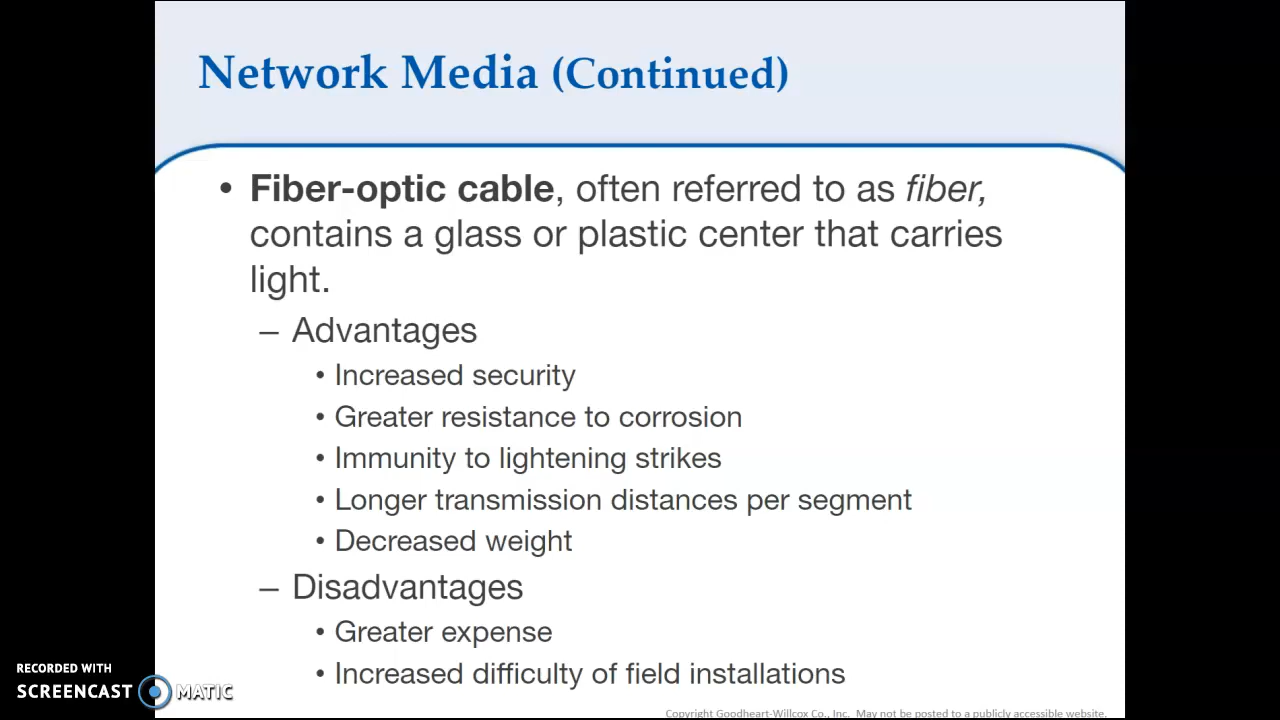 Network Media (Continued)
• Fiber-optic cable, often referred to as fiber,
contains a glass or plastic center that carries
light.
– Advantages
• Increased security
• Greater resistance to corrosion
• Immunity to lightening strikes
• Longer transmission distances per segment
• Decreased weight
– Disadvantages
• Greater expense
• Increased difficulty of field installations
RECORDED WITH
SCREENCAST MATIC
Copyright Goodheart-Willcox Co., Inc. May not be posted to a publicly accessible website.